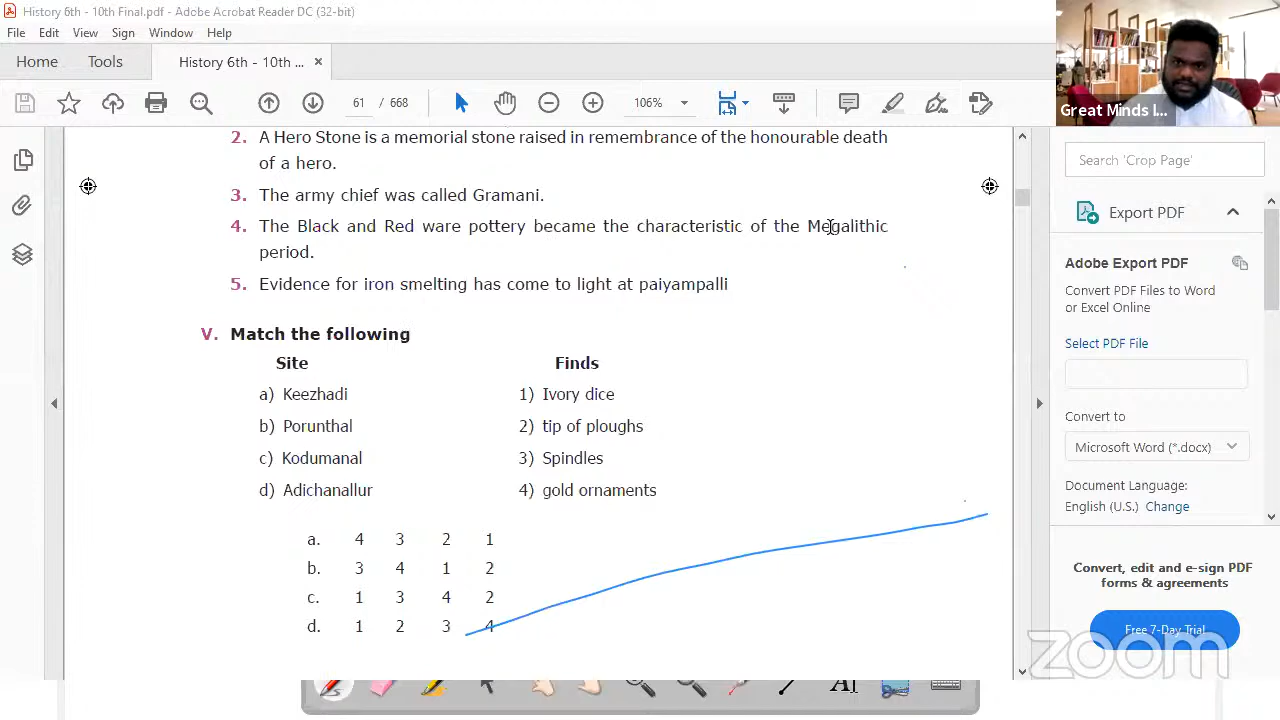 History 6th - 10th Final.pdf - Adobe Acrobat Reader DC (32-bit)
File Edit View Sign Window Help
Home Tools History 6th - 10th ... ×
61 / 668 106%
Great Minds I...
2. A Hero Stone is a memorial stone raised in remembrance of the honourable death
of a hero.
3. The army chief was called Gramani.
4. The Black and Red ware pottery became the characteristic of the Megalithic
period.
5. Evidence for iron smelting has come to light at paiyampalli
V. Match the following
Site Finds
a) Keezhadi 1) Ivory dice
b) Porunthal 2) tip of ploughs
c) Kodumanal 3) Spindles
d) Adichanallur 4) gold ornaments
a. 4 3 2 1
b. 3 4 1 2
c. 1 3 4 2
d. 1 2 3 4
Search 'Crop Page'
Export PDF
Adobe Export PDF
Convert PDF Files to Word
or Excel Online
Select PDF File
Convert to
Microsoft Word (*.docx)
Document Language:
English (U.S.) Change
Convert, edit and e-sign PDF
forms & agreements
Free 7-Day Trial
zoom
A